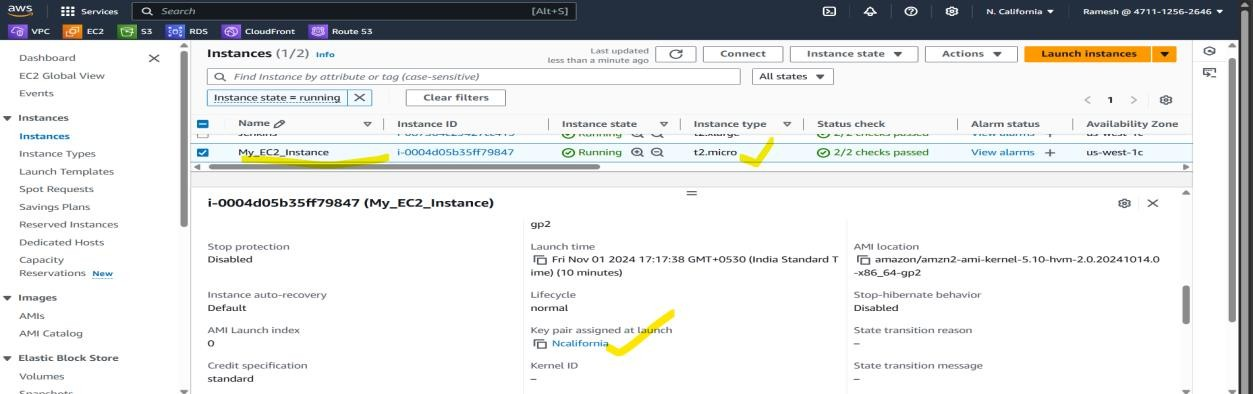 aws
Services
Search
[Alt+S]
N. California
Ramesh @ 4711-1256-2646
VPC
EC2
S3
RDS
CloudFront
Route 53
Dashboard
EC2 Global View
Events
Instances
Instances
Instance Types
Launch Templates
Spot Requests
Savings Plans
Reserved Instances
Dedicated Hosts
Capacity
Reservations New
Images
AMIs
AMI Catalog
Elastic Block Store
Volumes
Snapshots
Instances (1/2) Info
Last updated
less than a minute ago
Connect
Instance state
Actions
Launch instances
Find Instance by attribute or tag (case-sensitive)
All states
Instance state = running
Clear filters
1
Name
Instance ID
Instance state
Instance type
Status check
Alarm status
Availability Zone
Jenkins
Running
t2.xlarge
2/2 checks passed
View alarms +
us-west-1c
My_EC2_Instance
i-0004d05b35ff79847
Running
t2.micro
2/2 checks passed
View alarms +
us-west-1c
i-0004d05b35ff79847 (My_EC2_Instance)
gp2
Stop protection
Disabled
Launch time
Fri Nov 01 2024 17:17:38 GMT+0530 (India Standard T
ime) (10 minutes)
AMI location
amazon/amzn2-ami-kernel-5.10-hvm-2.0.20241014.0
-x86_64-gp2
Instance auto-recovery
Default
Lifecycle
normal
Stop-hibernate behavior
Disabled
AMI Launch index
0
Key pair assigned at launch
Ncalifornia
State transition reason
–
Credit specification
standard
Kernel ID
–
State transition message
–